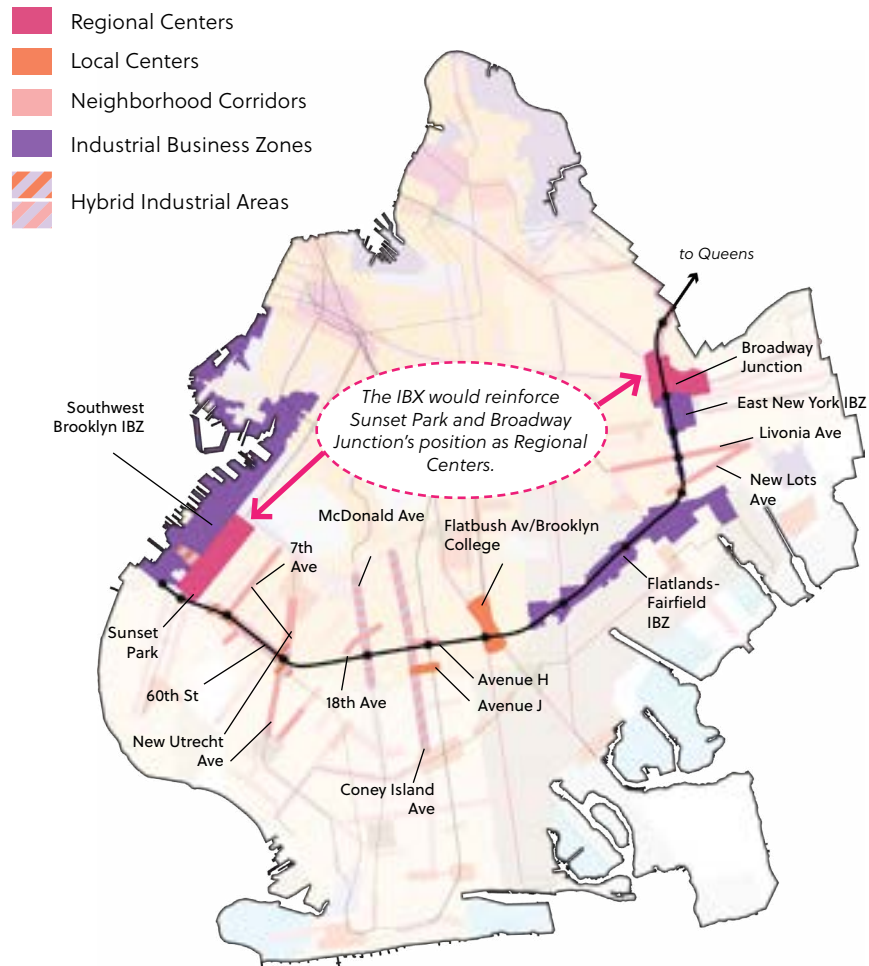 Regional Centers
Local Centers
Neighborhood Corridors
Industrial Business Zones
Hybrid Industrial Areas
to Queens
Broadway
Junction
East New York IBZ
Livonia Ave
New Lots
Ave
The IBX would reinforce
Sunset Park and Broadway
Junction’s position as Regional
Centers.
Southwest
Brooklyn IBZ
McDonald Ave
Flatbush Av/Brooklyn
College
7th
Ave
Flatlands-
Fairfield
IBZ
Sunset
Park
60th St
18th Ave
Avenue H
Avenue J
New Utrecht
Ave
Coney Island
Ave